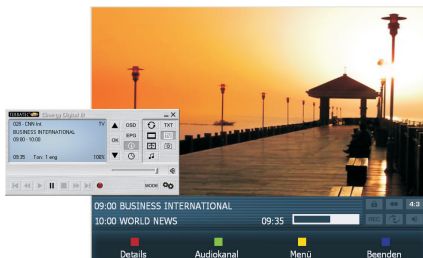 TERRATEC Cinergy Digital III
028 - CNN Int TV
BUSINESS INTERNATIONAL
09:00 - 10:00
09:35 Ton: 1 eng 100%
OSD
EPG
OK
TXT
MODE
09:00 BUSINESS INTERNATIONAL
10:00 WORLD NEWS 09:35
4:3
REC
Details Audiokanal Menü Beenden